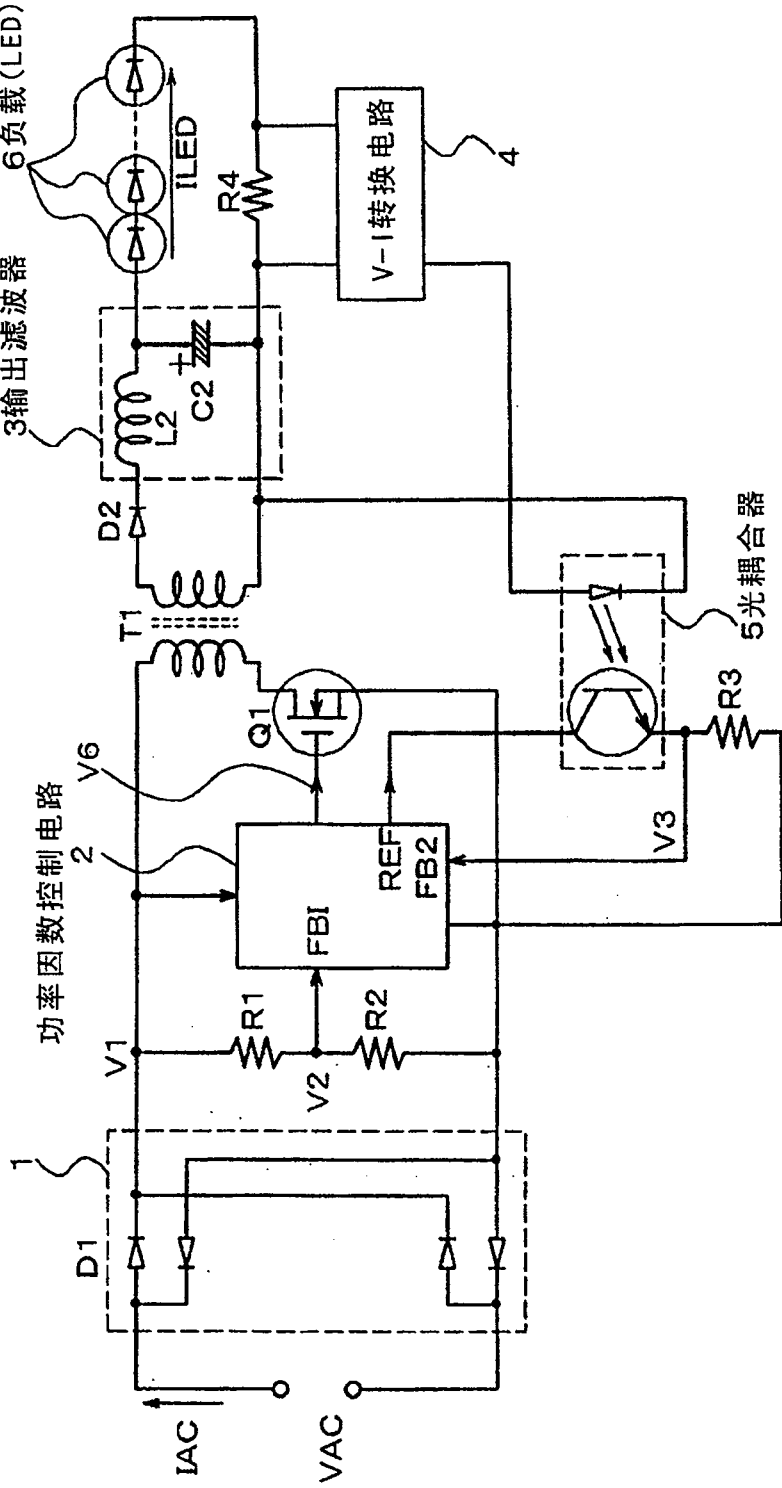 IAC
VAC
D1
1
V1
功率因数控制电路
2
R1
V2
R2
FBI
REF
FB2
V6
Q1
T1
V3
R3
5光耦合器
D2
3输出滤波器
L2
C2
+
6负载(LED)
ILED
R4
V-I转换电路
4